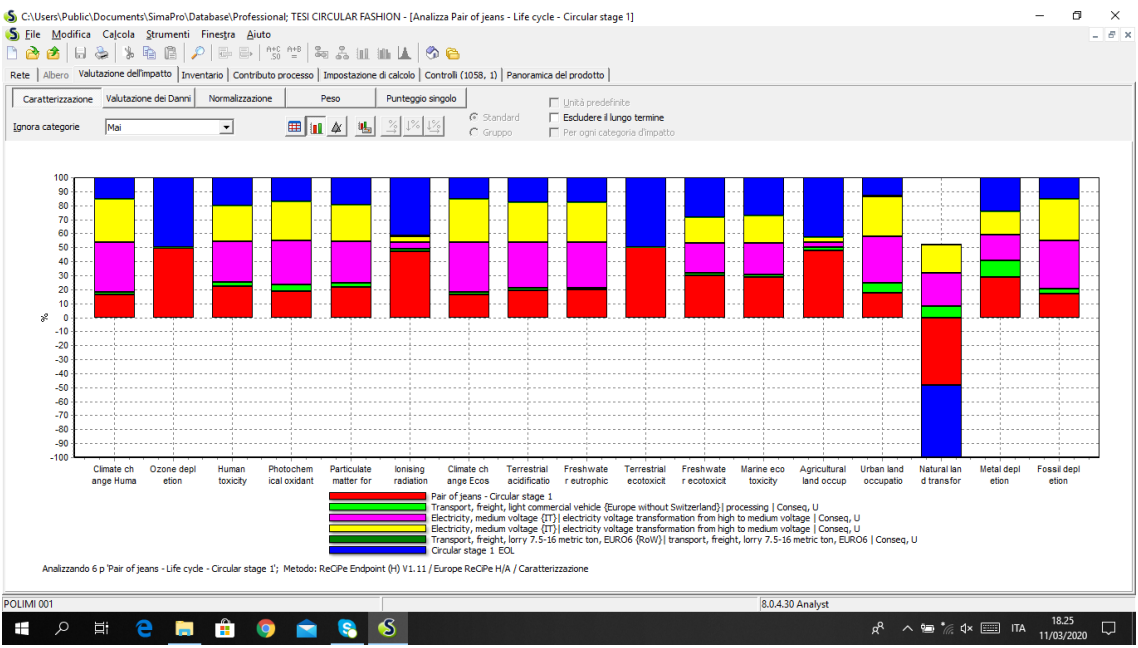 C:\Users\Public\Documents\SimaPro\Database\Professional; TESI CIRCULAR FASHION - [Analizza Pair of jeans - Life cycle - Circular stage 1]
File Modifica Calcola Strumenti Finestra Aiuto
Rete Albero Valutazione dell'impatto Inventario Contributo processo Impostazione di calcolo Controlli (1058, 1) Panoramica del prodotto
Caratterizzazione Valutazione dei Danni Normalizzazione Peso Punteggio singolo
Unità predefinite
Ignora categorie Mai
Standard Escludere il lungo termine
Gruppo Per ogni categoria d'impatto
100
90
80
70
60
50
40
30
20
10
0
%
-10
-20
-30
-40
-50
-60
-70
-80
-90
-100
Climate ch Ozone depl Human Photochem Particulate Ionising Climate ch Terrestrial Freshwate Terrestrial Freshwate Marine eco Agricultural Urban land Natural lan Metal depl Fossil depl
ange Huma etion toxicity ical oxidant matter for radiation ange Ecos acidificatio r eutrophic ecotoxicit r ecotoxicit toxicity land occup occupatio d transfor etion etion
Pair of jeans - Circular stage 1
Transport, freight, light commercial vehicle {Europe without Switzerland}| processing | Conseq, U
Electricity, medium voltage {IT}| electricity voltage transformation from high to medium voltage | Conseq, U
Electricity, medium voltage {IT}| electricity voltage transformation from high to medium voltage | Conseq, U
Transport, freight, lorry 7.5-16 metric ton, EURO6 {RoW}| transport, freight, lorry 7.5-16 metric ton, EURO6 | Conseq, U
Circular stage 1 EOL
Analizzando 6 p 'Pair of jeans - Life cycle - Circular stage 1'; Metodo: ReCiPe Endpoint (H) V1.11 / Europe ReCiPe H/A / Caratterizzazione
POLIMI 001 8.0.4.30 Analyst
ITA 18.25
11/03/2020